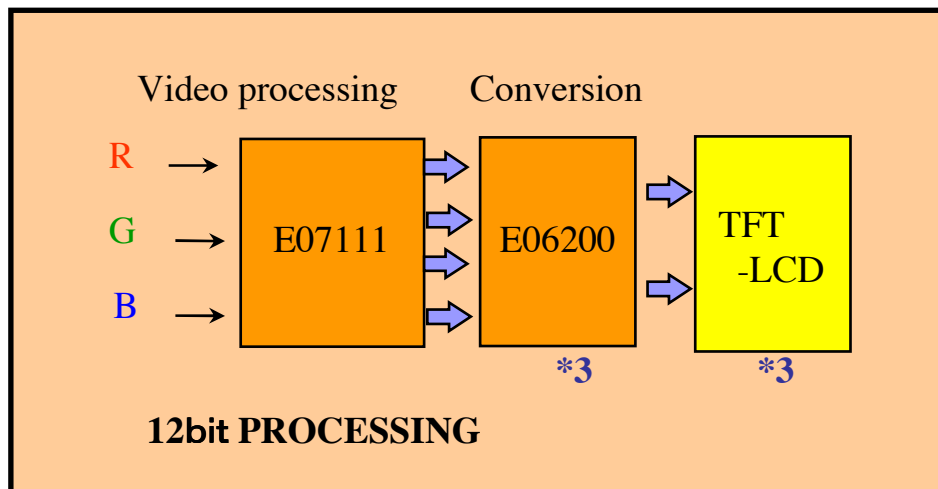 Video processing Conversion
R
G
B
E07111
E06200
TFT
-LCD
*3 *3
12bit PROCESSING